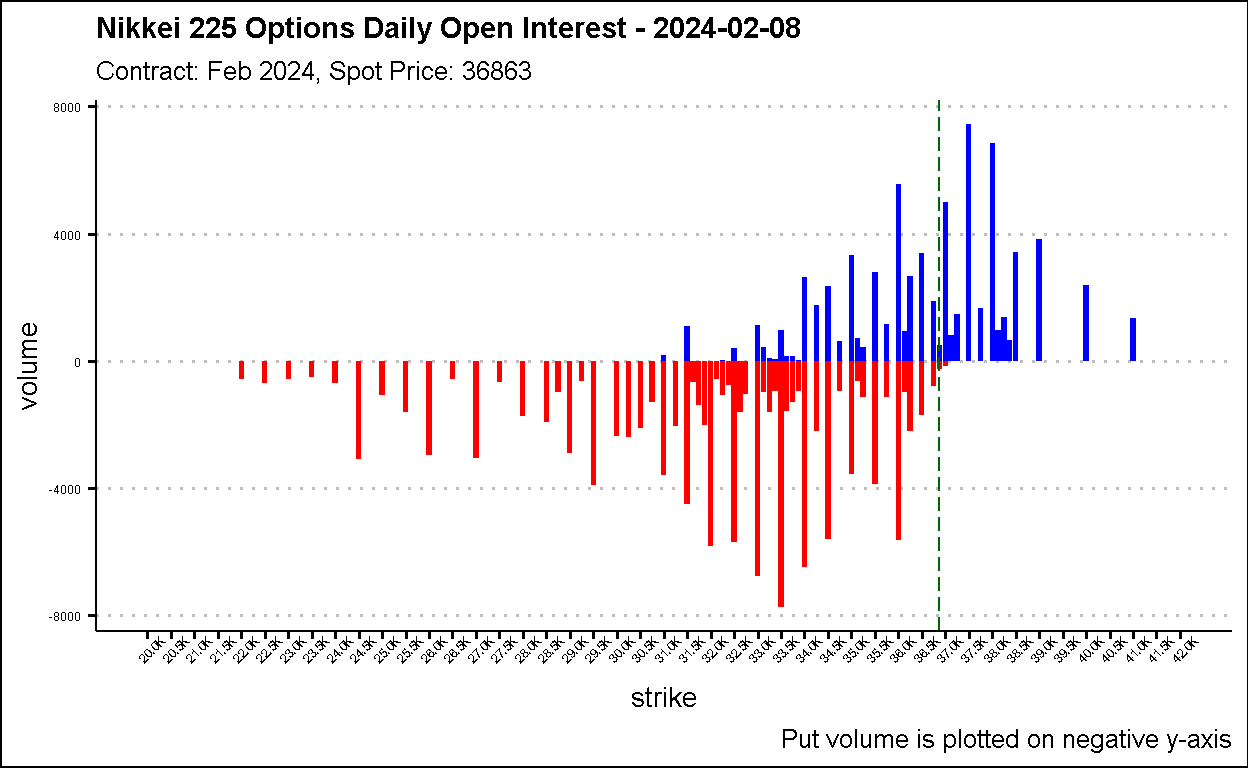 Nikkei 225 Options Daily Open Interest - 2024-02-08
Contract: Feb 2024, Spot Price: 36863
8000
4000
0
-4000
-8000
volume
20.0K 20.5K 21.0K 21.5K 22.0K 22.5K 23.0K 23.5K 24.0K 24.5K 25.0K 25.5K 26.0K 26.5K 27.0K 27.5K 28.0K 28.5K 29.0K 29.5K 30.0K 30.5K 31.0K 31.5K 32.0K 32.5K 33.0K 33.5K 34.0K 34.5K 35.0K 35.5K 36.0K 36.5K 37.0K 37.5K 38.0K 38.5K 39.0K 39.5K 40.0K 40.5K 41.0K 41.5K 42.0K
strike
Put volume is plotted on negative y-axis